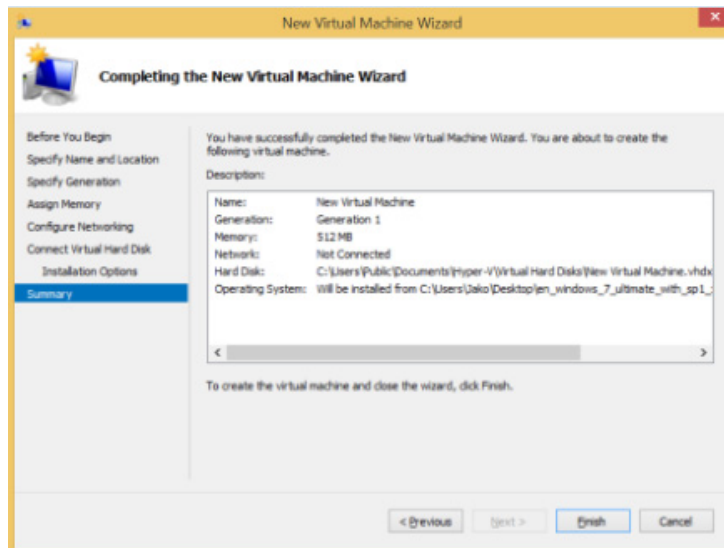 New Virtual Machine Wizard
Completing the New Virtual Machine Wizard
Before You Begin
Specify Name and Location
Specify Generation
Assign Memory
Configure Networking
Connect Virtual Hard Disk
Installation Options
Summary
You have successfully completed the New Virtual Machine Wizard. You are about to create the
following virtual machine.
Description:
Name: New Virtual Machine
Generation: Generation 1
Memory: 512 MB
Network: Not Connected
Hard Disk: C:\Users\Public\Documents\Hyper-V\Virtual Hard Disks\New Virtual Machine.vhdx
Operating System: Will be installed from C:\Users\Jako\Desktop\en_windows_7_ultimate_with_sp1_
To create the virtual machine and close the wizard, click Finish.
< Previous Next > Finish Cancel